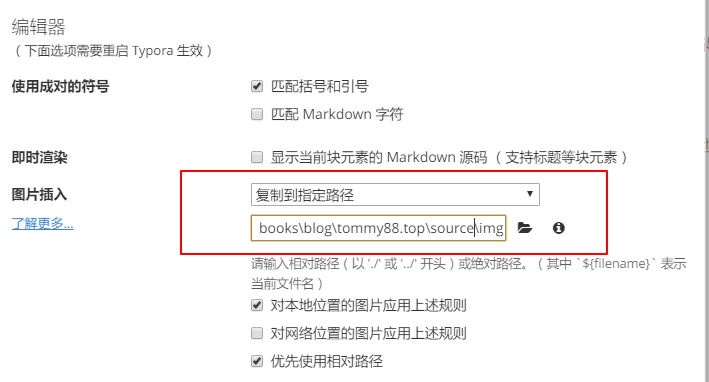 编辑器
（下面选项需要重启 Typora 生效）
使用成对的符号
匹配括号和引号
匹配 Markdown 字符
即时渲染
显示当前块元素的 Markdown 源码 （支持标题等块元素）
图片插入
复制到指定路径
了解更多...
books\blog\tommy88.top\source\img
请输入相对路径（以 './' 或 '../' 开头）或绝对路径。（其中 `${filename}` 表示
当前文件名）
对本地位置的图片应用上述规则
对网络位置的图片应用上述规则
优先使用相对路径